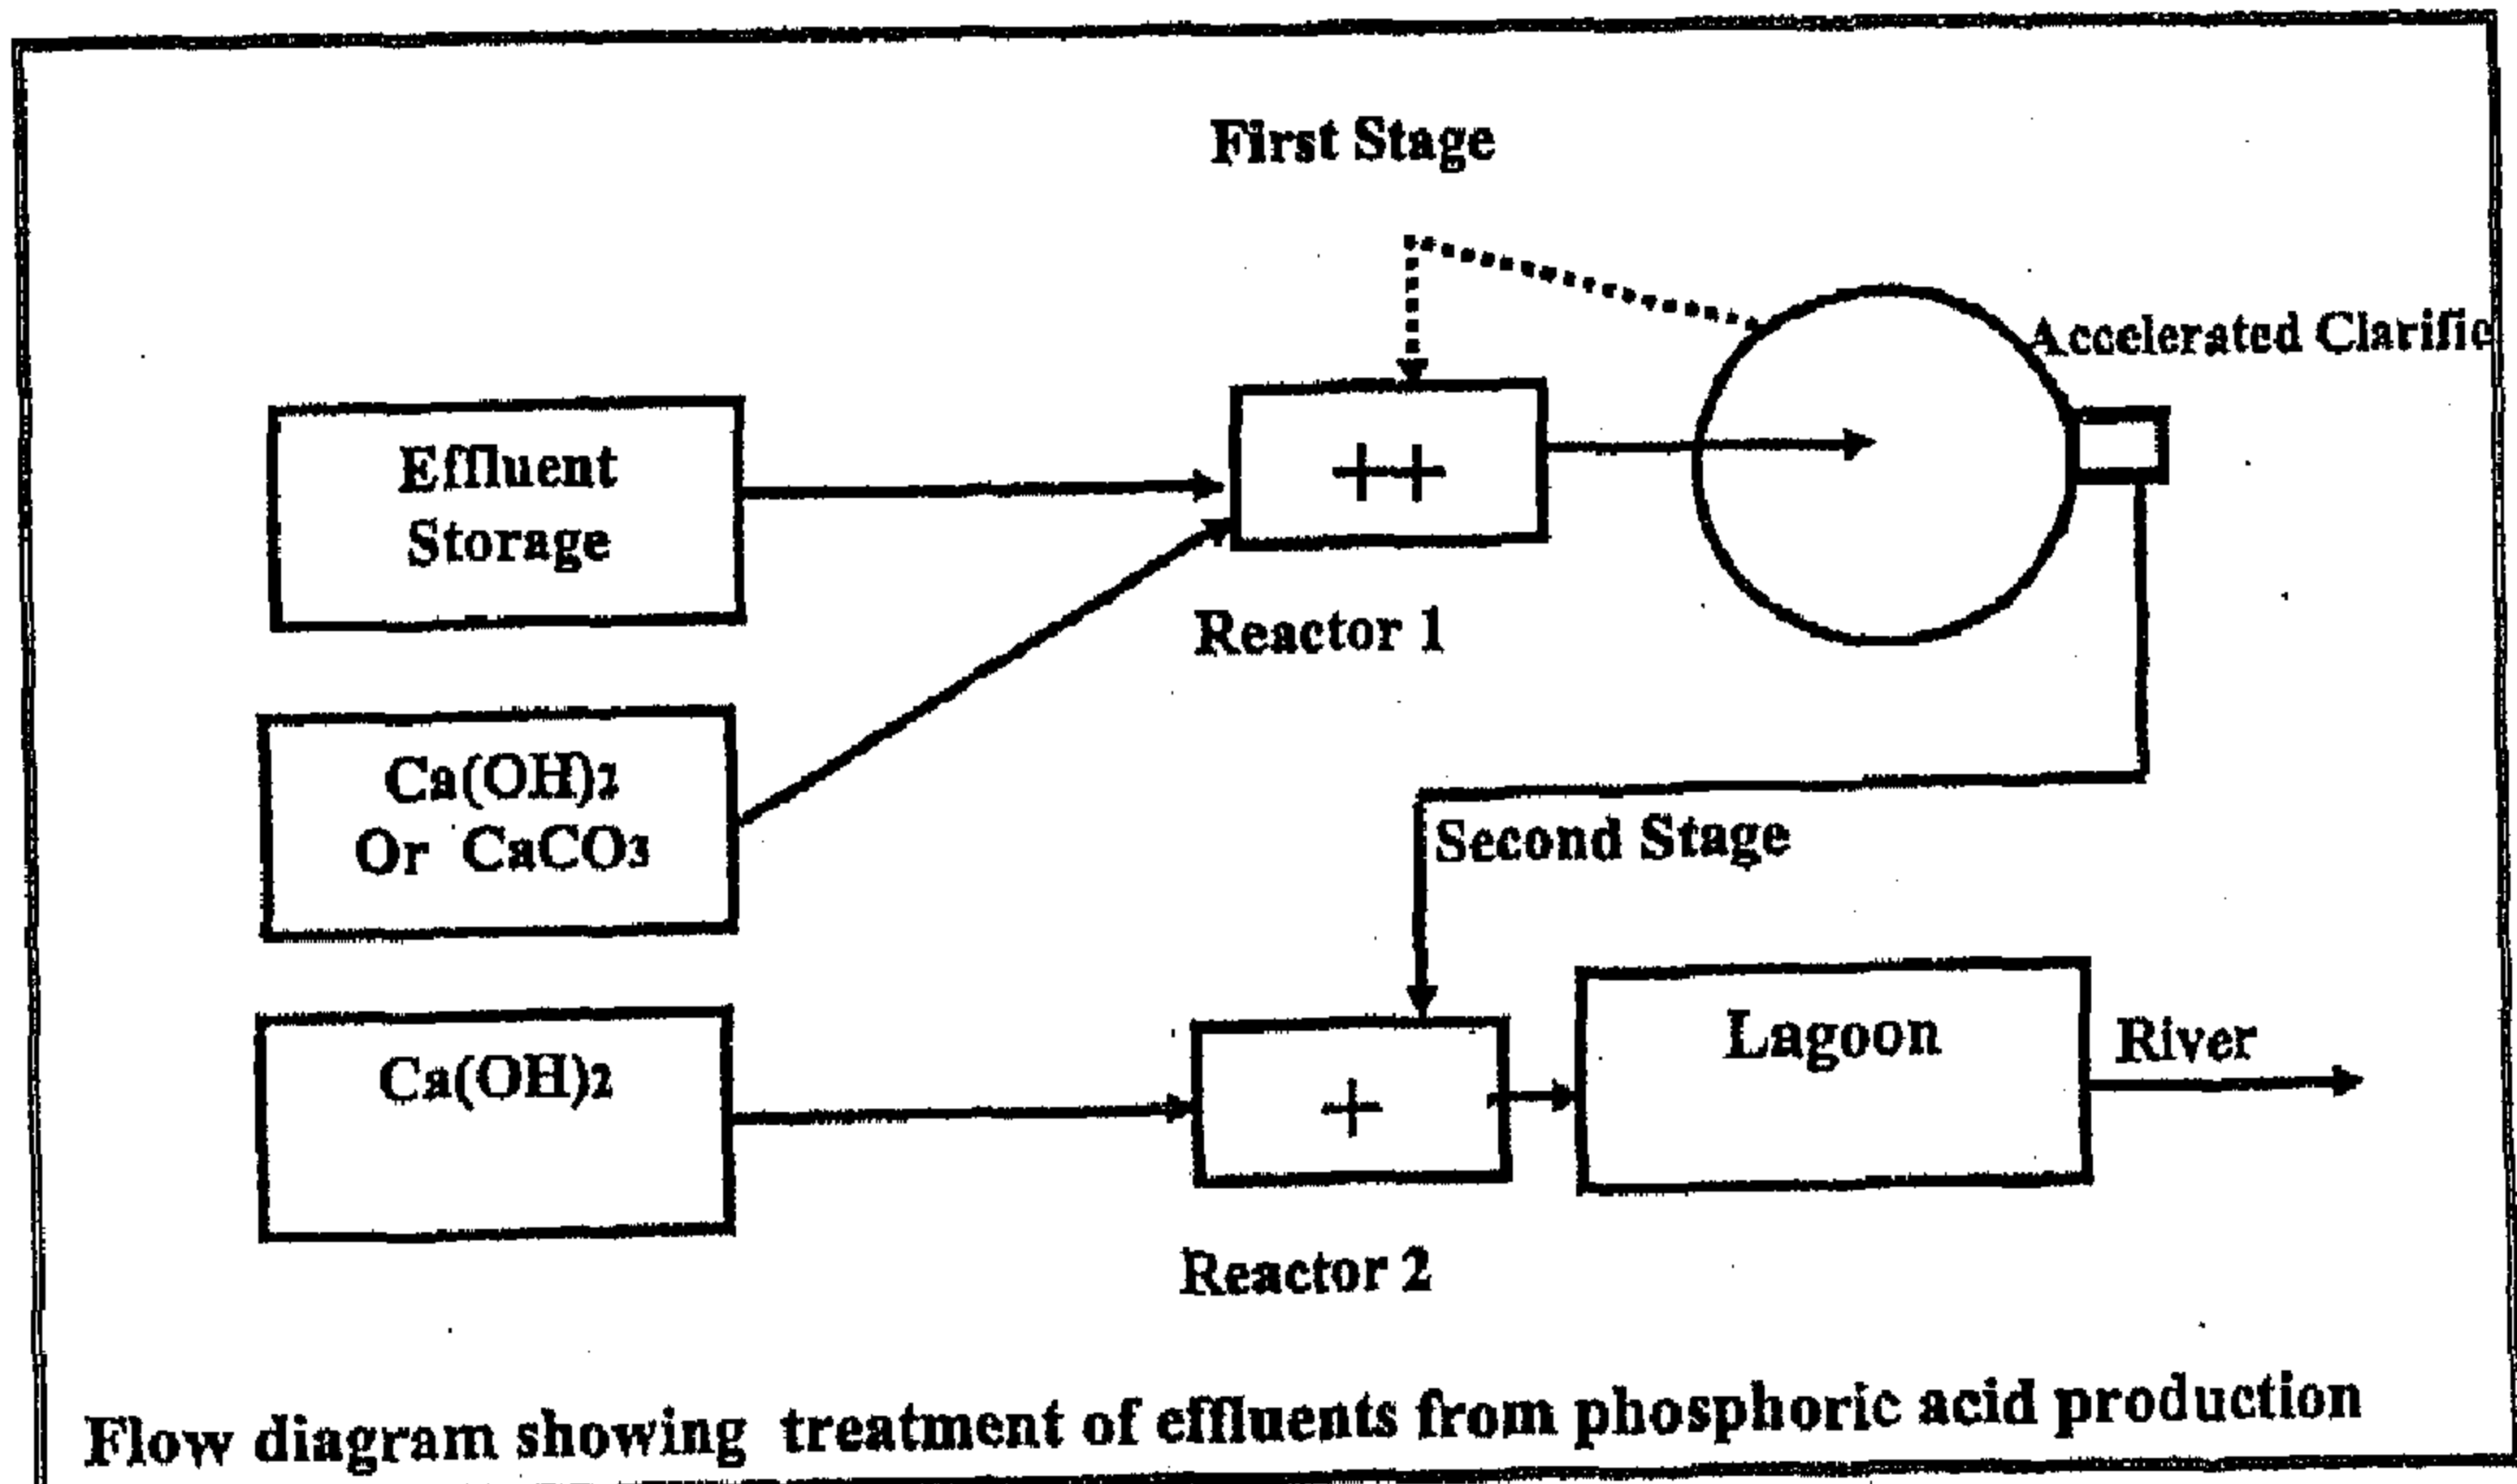 First Stage
Accelerated Clarific
Effluent
Storage
++
Reactor 1
Ca(OH)2
Or CaCO3
Second Stage
Ca(OH)2
+
Lagoon
River
Reactor 2
Flow diagram showing treatment of effluents from phosphoric acid production